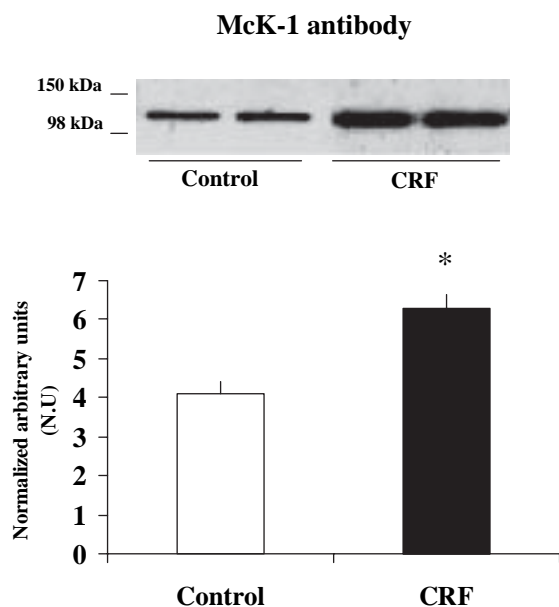 McK-1 antibody
150 kDa
98 kDa
Control CRF
Normalized arbitrary units
(N.U)
7
6
5
4
3
2
1
0
*
Control CRF